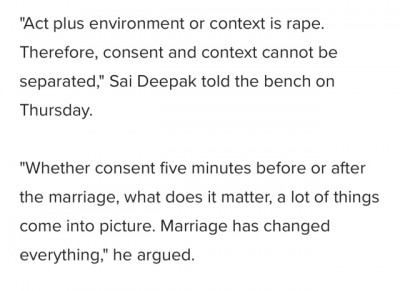 "Act plus environment or context is rape.
Therefore, consent and context cannot be
separated," Sai Deepak told the bench on
Thursday.
"Whether consent five minutes before or after
the marriage, what does it matter, a lot of things
come into picture. Marriage has changed
everything," he argued.